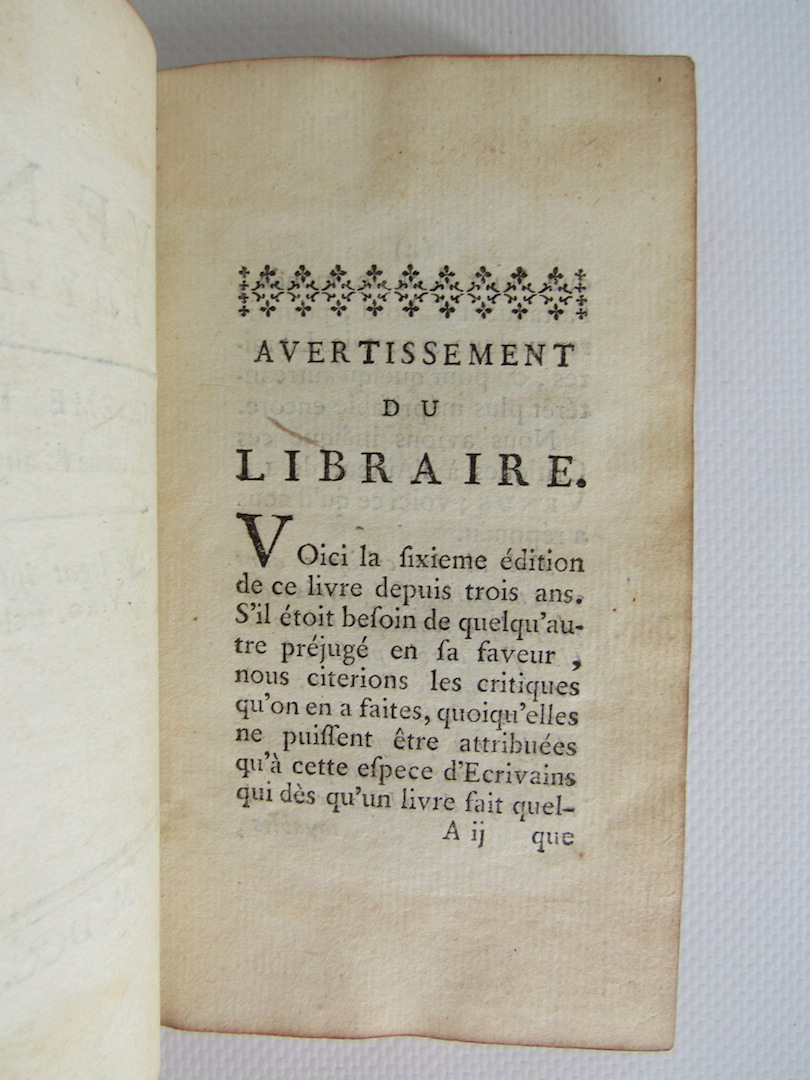 AVERTISSEMENT
DU
LIBRAIRE.
VOici la ſixieme édition
de ce livre depuis trois ans.
S'il étoit beſoin de quelqu'au-
tre préjugé en ſa faveur ,
nous citerions les critiques
qu'on en a faites, quoiqu'elles
ne puiſſent être attribuées
qu'à cette eſpece d'Ecrivains
qui dès qu'un livre fait quel-
A ij que